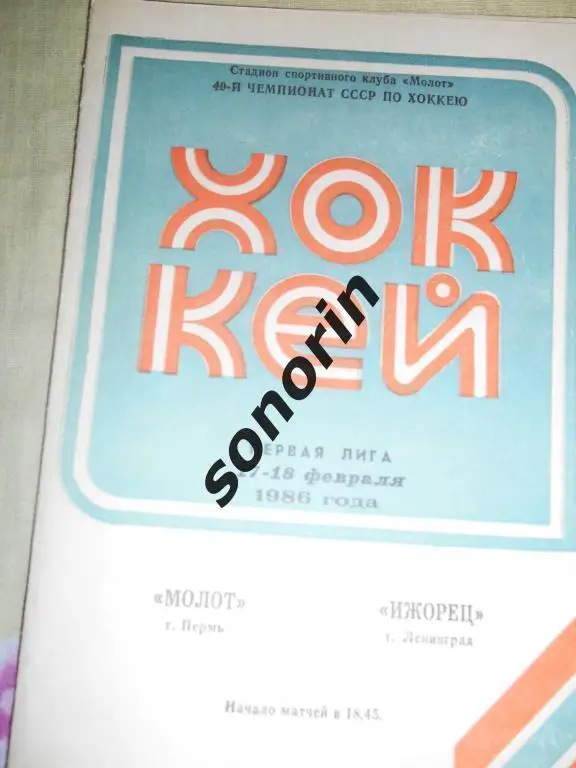 Стадион спортивного клуба «Молот»
40-Й ЧЕМПИОНАТ СССР ПО ХОККЕЮ
ХОК
КЕЙ
ПЕРВАЯ ЛИГА
17-18 февраля
1986 года
«МОЛОТ» «ИЖОРЕЦ»
г. Пермь г. Ленинград
Начало матчей в 18,45.
sonorin